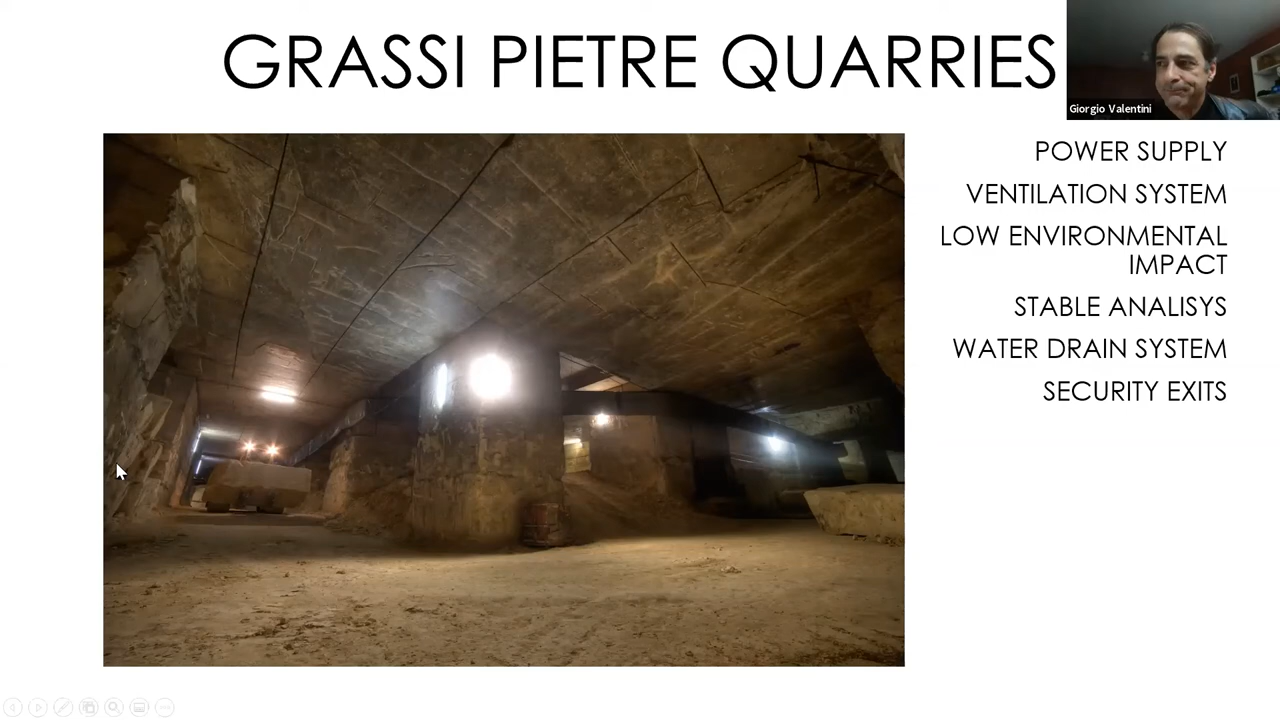 GRASSI PIETRE QUARRIES
Giorgio Valentini
POWER SUPPLY
VENTILATION SYSTEM
LOW ENVIRONMENTAL
IMPACT
STABLE ANALISYS
WATER DRAIN SYSTEM
SECURITY EXITS